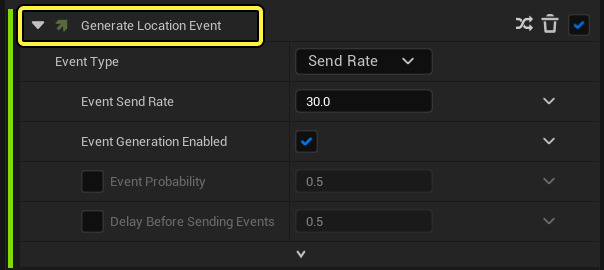 Generate Location Event
Event Type Send Rate
Event Send Rate 30.0
Event Generation Enabled
Event Probability 0.5
Delay Before Sending Events 0.5